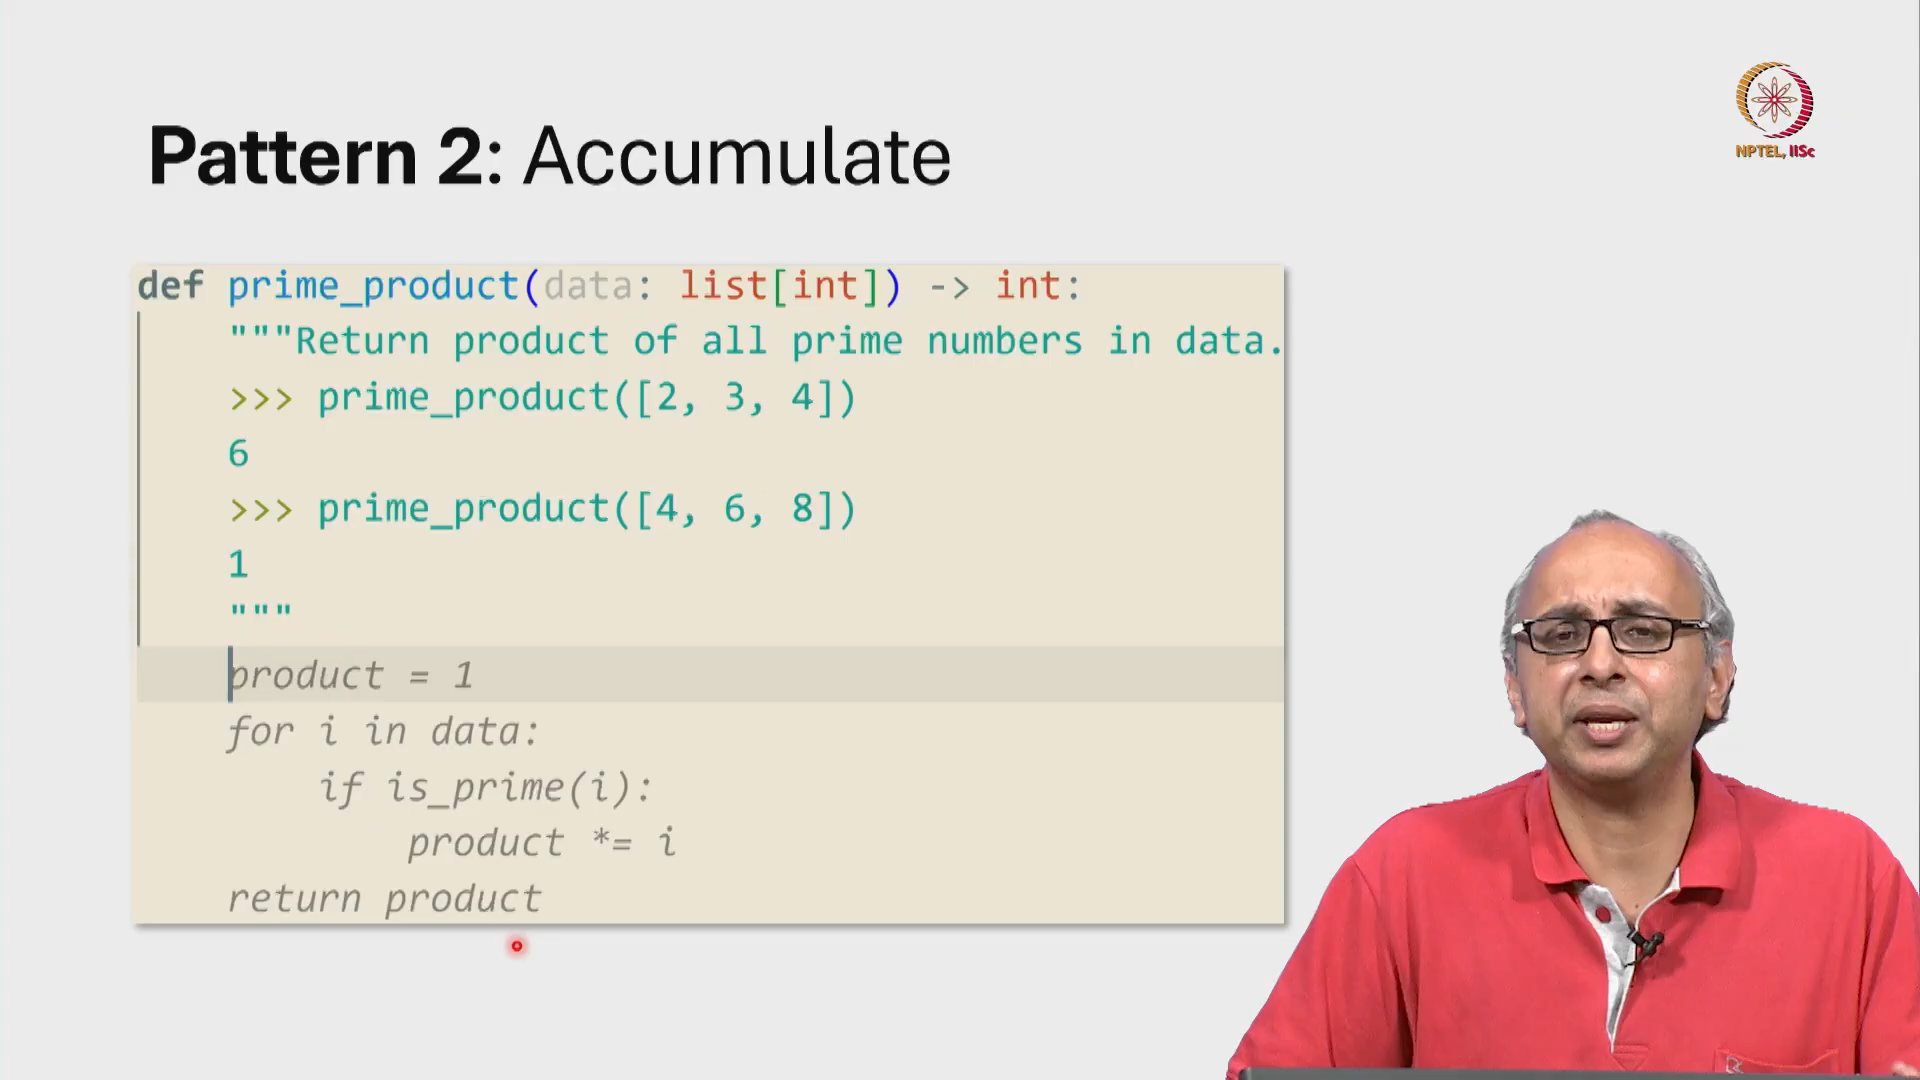 NPTEL, IISc
Pattern 2: Accumulate
def prime_product(data: list[int]) -> int:
    """Return product of all prime numbers in data.
    >>> prime_product([2, 3, 4])
    6
    >>> prime_product([4, 6, 8])
    1
    """
    product = 1
    for i in data:
        if is_prime(i):
            product *= i
    return product